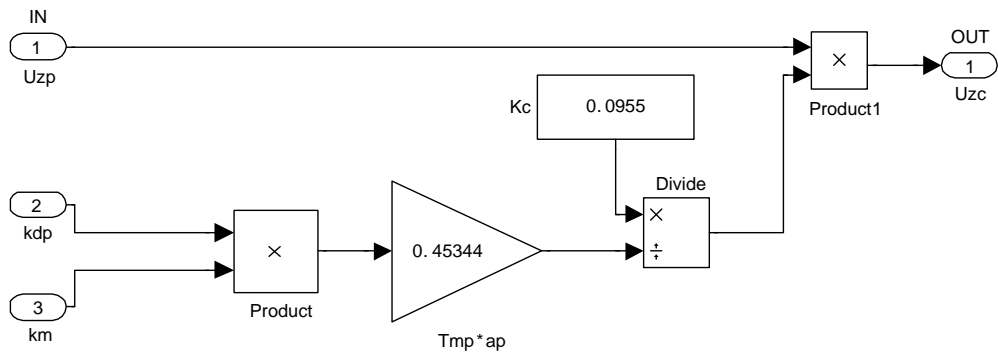 IN
1
Uzp
OUT
1
Uzc
×
Product1
Kc
0.0955
Divide
×
÷
2
kdp
×
Product
0.45344
Tmp*ap
3
km